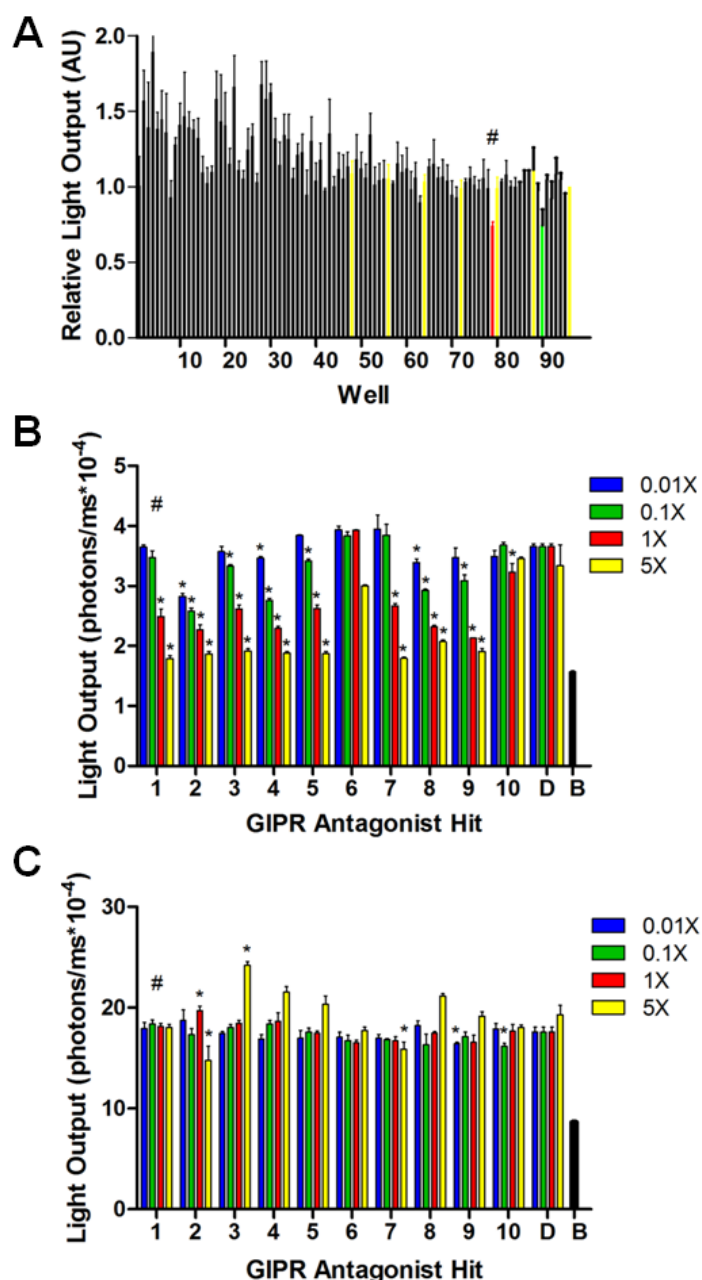 A
Relative Light Output (AU)
2.0
1.5
1.0
0.5
0.0
#
10 20 30 40 50 60 70 80 90
Well
B
Light Output (photons/ms*10-4)
5
4
3
2
1
0
#
* * * * * * * * * * * * * * * * * * * * * * * * * * *
0.01X
0.1X
1X
5X
1 2 3 4 5 6 7 8 9 10 D B
GIPR Antagonist Hit
C
Light Output (photons/ms*10-4)
30
20
10
0
#
* * * * * *
0.01X
0.1X
1X
5X
1 2 3 4 5 6 7 8 9 10 D B
GIPR Antagonist Hit